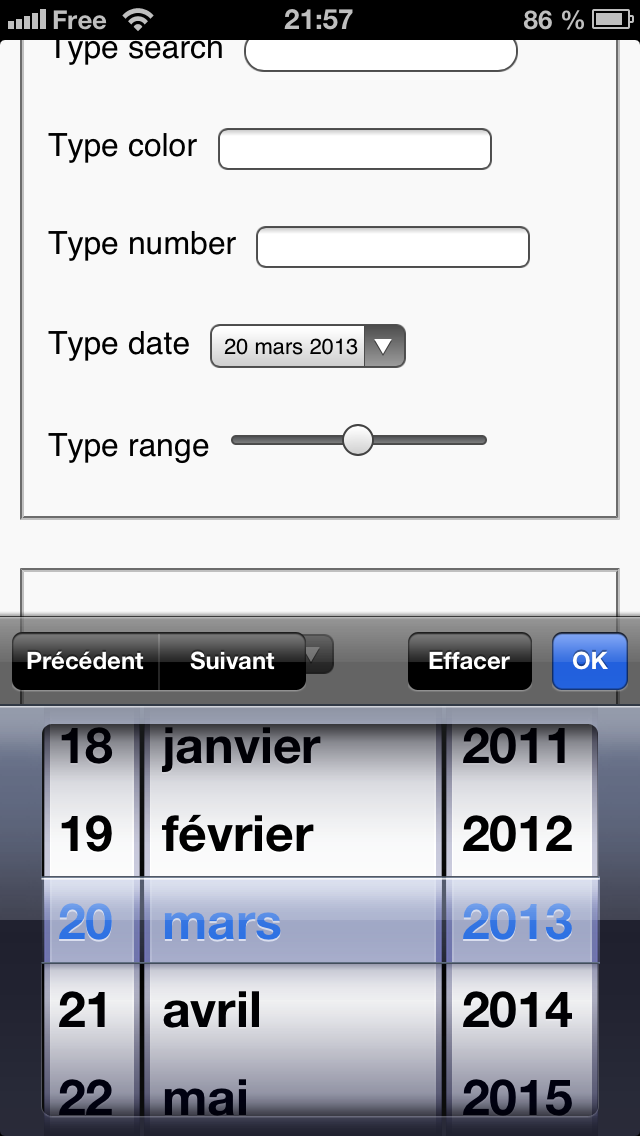 Free 21:57 86 %
Type search
Type color
Type number
Type date 20 mars 2013
Type range
Précédent Suivant Effacer OK
18 janvier 2011
19 février 2012
20 mars 2013
21 avril 2014
22 mai 2015